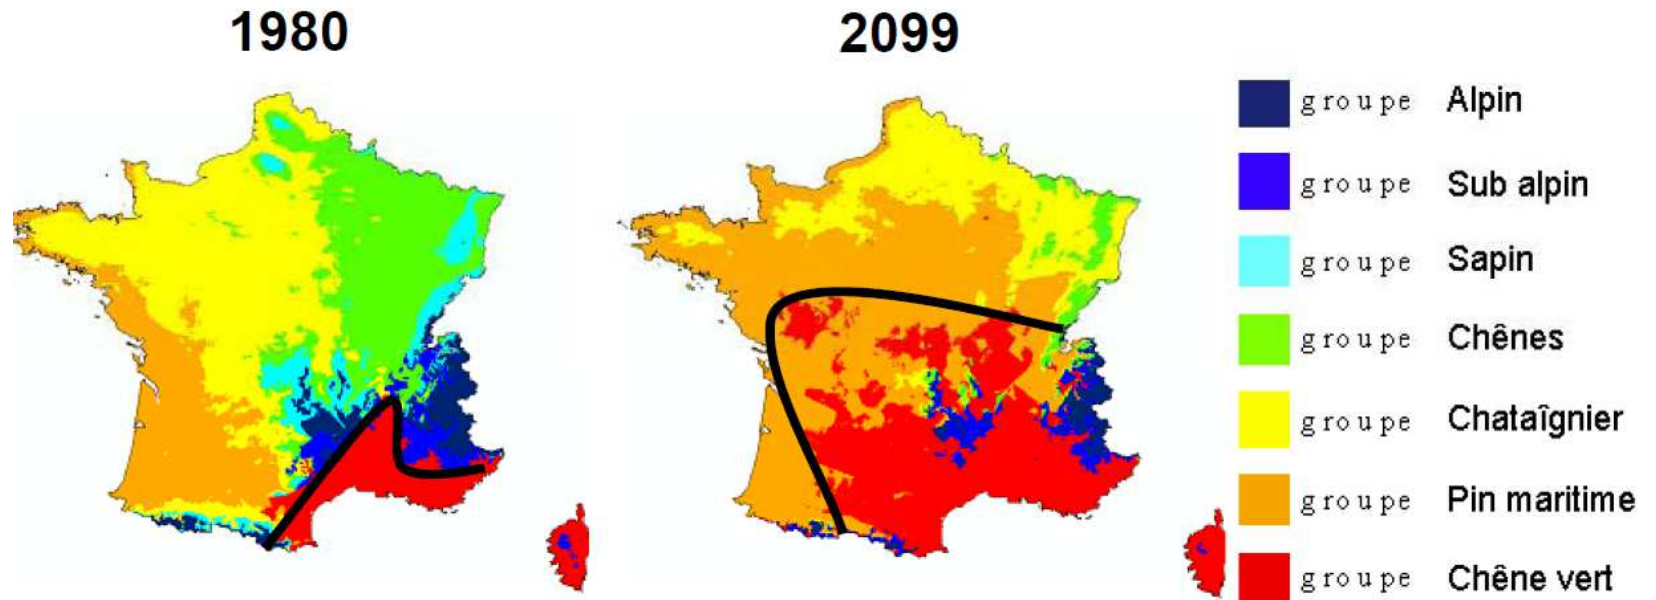 1980
2099
groupe Alpin
groupe Sub alpin
groupe Sapin
groupe Chênes
groupe Chataîgnier
groupe Pin maritime
groupe Chêne vert